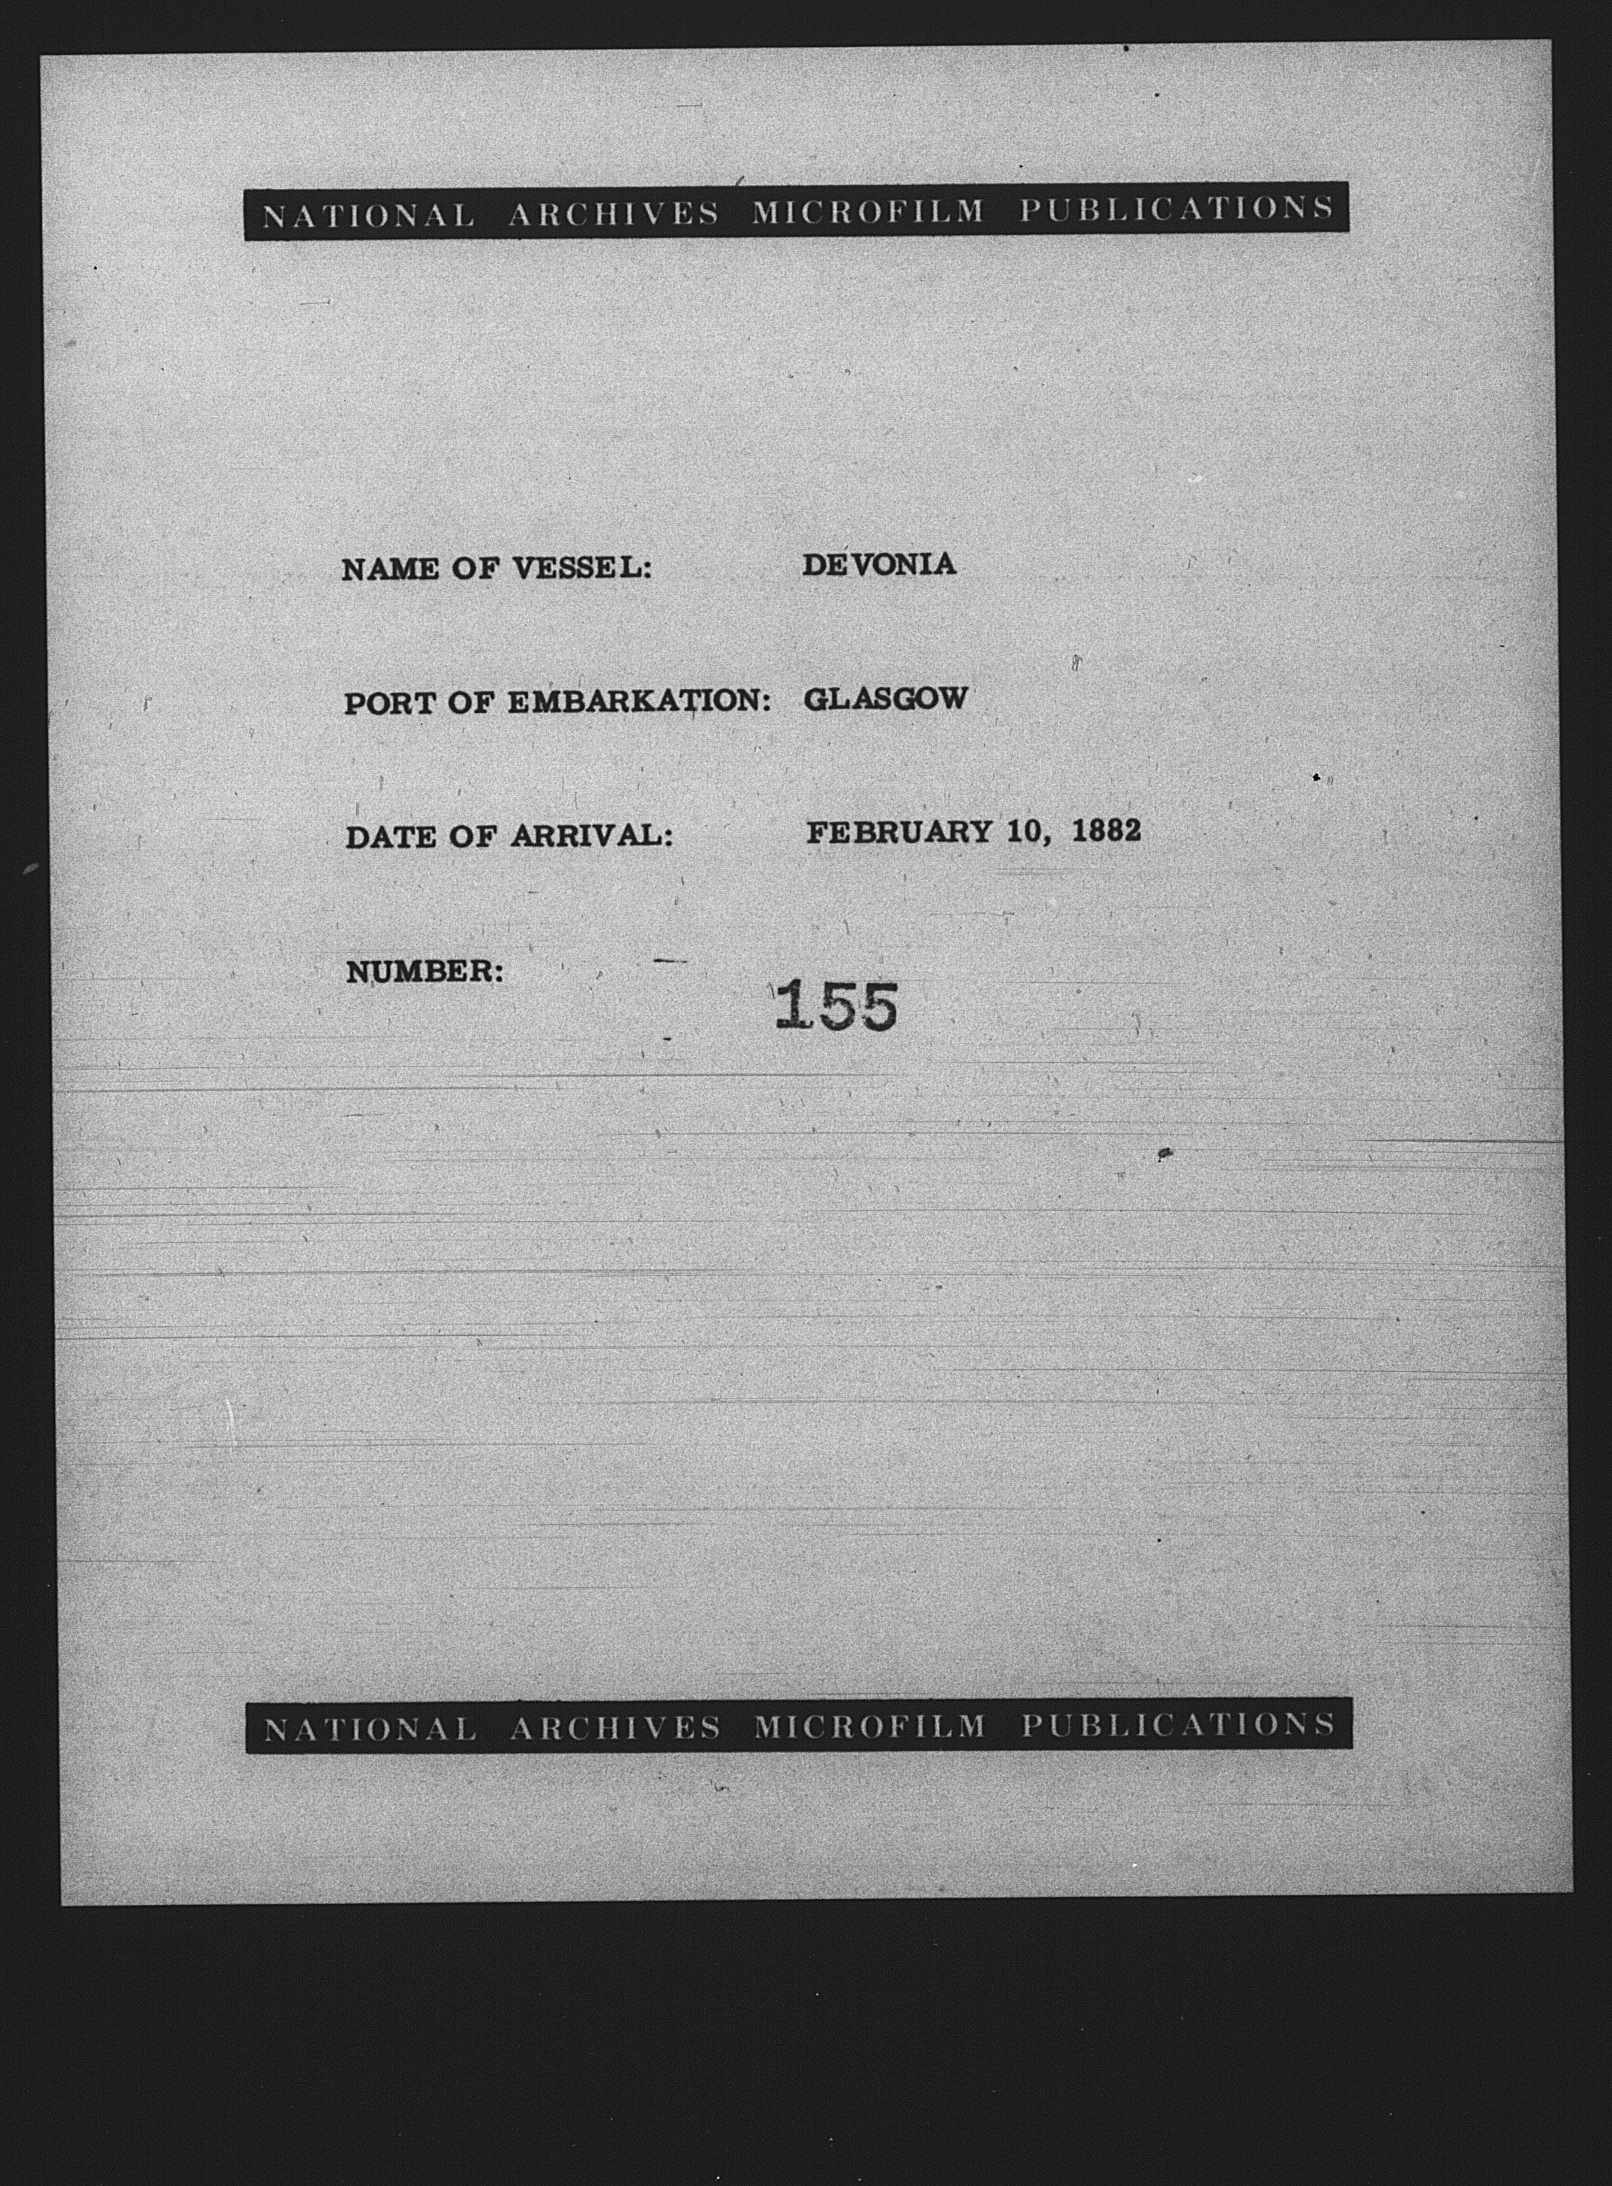 NATIONAL ARCHIVES MICROFILM PUBLICATIONS
NAME OF VESSEL: DEVONIA
PORT OF EMBARKATION: GLASGOW
DATE OF ARRIVAL: FEBRUARY 10, 1882
NUMBER: 155
NATIONAL ARCHIVES MICROFILM PUBLICATIONS